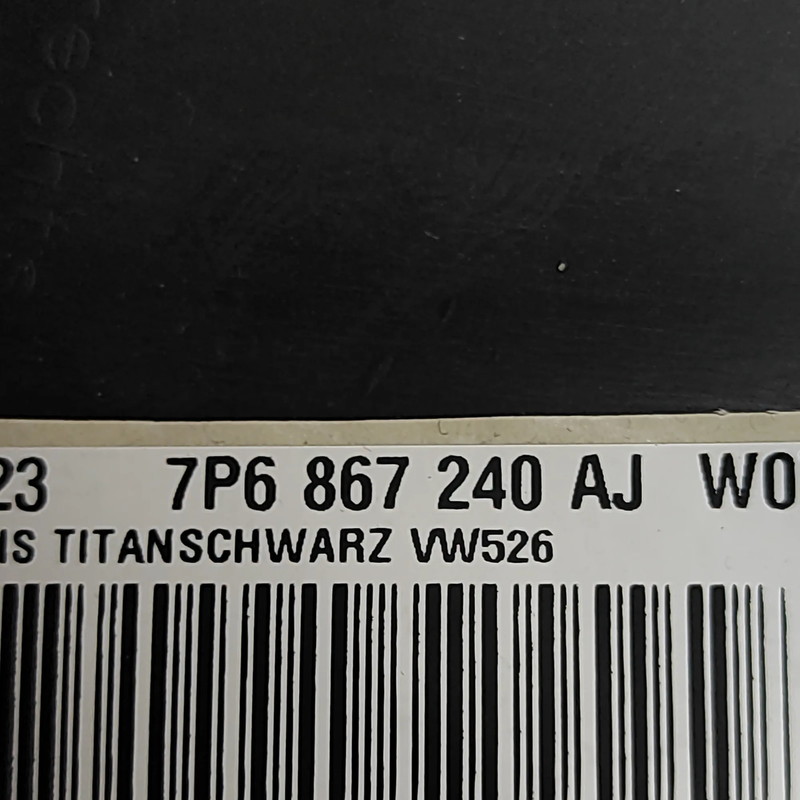 23 7P6 867 240 AJ W0
IS TITANSCHWARZ VW526